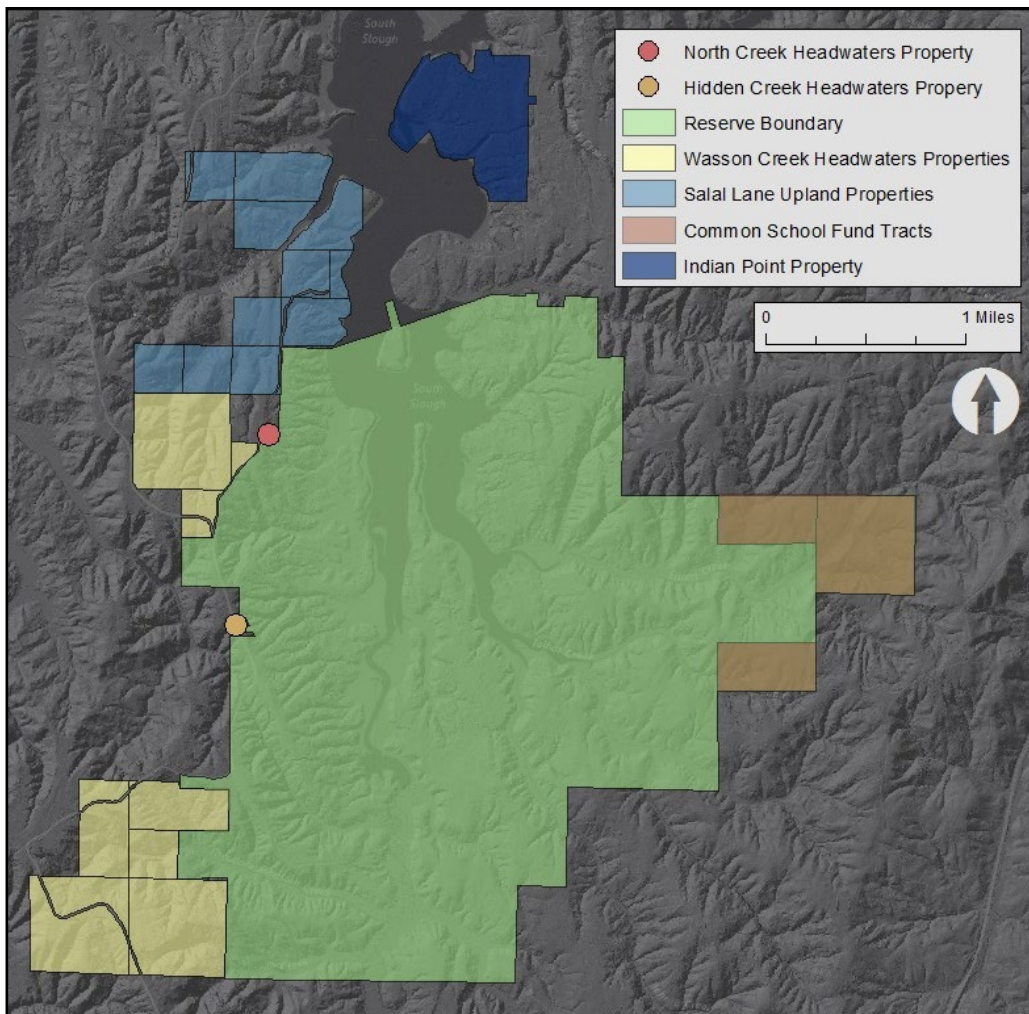 South
Slough
North Creek Headwaters Property
Hidden Creek Headwaters Propery
Reserve Boundary
Wasson Creek Headwaters Properties
Salal Lane Upland Properties
Common School Fund Tracts
Indian Point Property
0 1 Miles
South
Slough